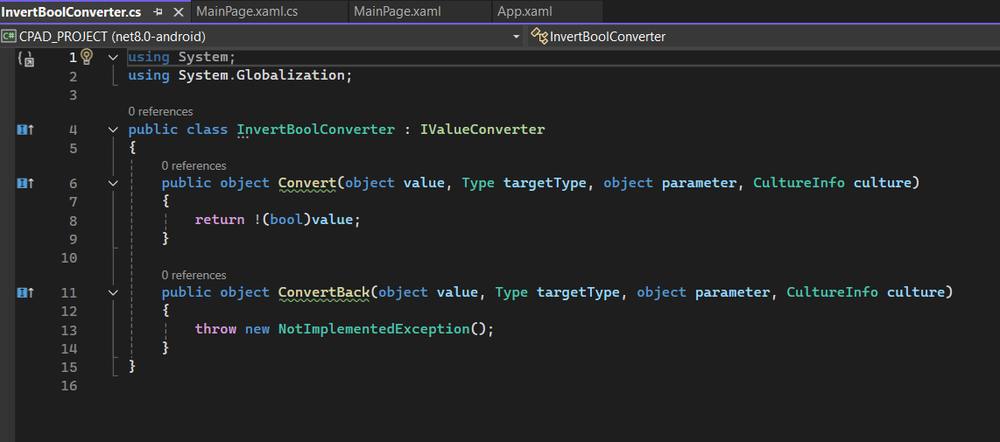 InvertBoolConverter.cs MainPage.xaml.cs MainPage.xaml App.xaml
C# CPAD_PROJECT (net8.0-android) InvertBoolConverter
1 using System;
2 using System.Globalization;
3
0 references
4 public class InvertBoolConverter : IValueConverter
5 {
0 references
6 public object Convert(object value, Type targetType, object parameter, CultureInfo culture)
7 {
8 return !(bool)value;
9 }
10
0 references
11 public object ConvertBack(object value, Type targetType, object parameter, CultureInfo culture)
12 {
13 throw new NotImplementedException();
14 }
15 }
16